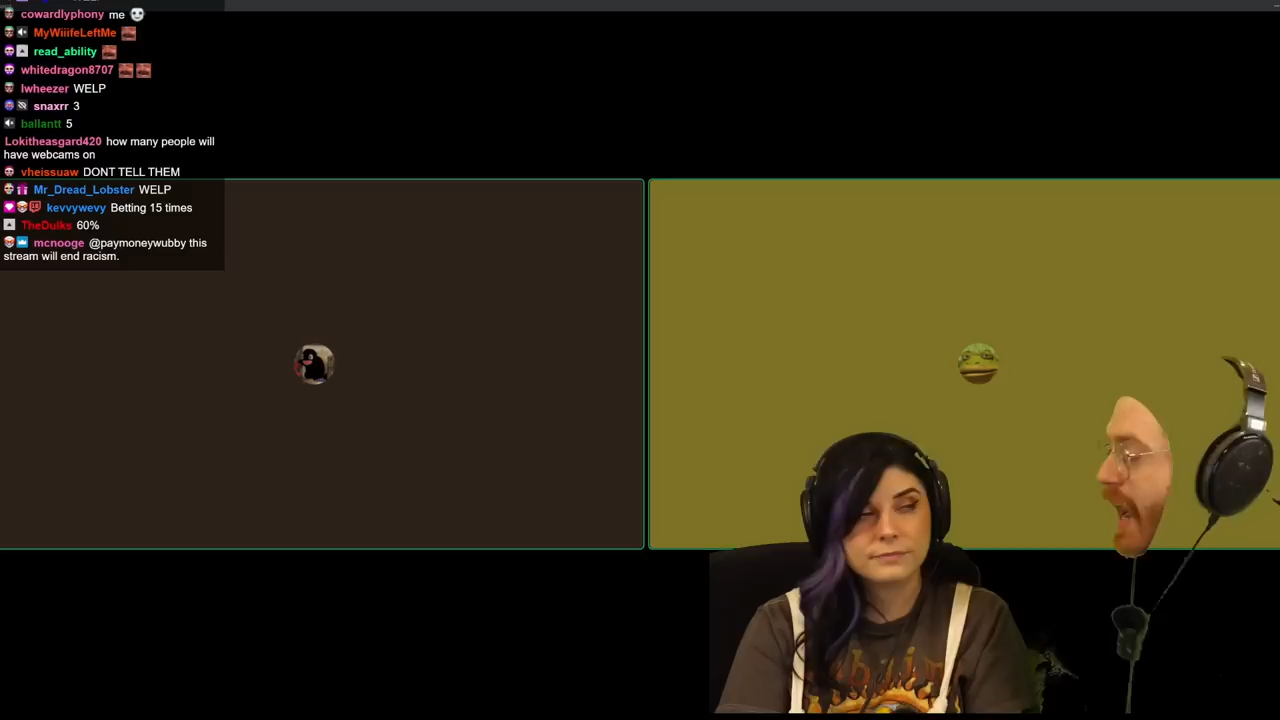 cowardlyphony me
MyWiiifeLeftMe
read_ability
whitedragon8707
lwheezer WELP
snaxrr 3
ballantt 5
Lokitheasgard420 how many people will
have webcams on
vheissuaw DONT TELL THEM
Mr_Dread_Lobster WELP
kevvywevy Betting 15 times
TheDulks 60%
mcnooge @paymoneywubby this
stream will end racism.